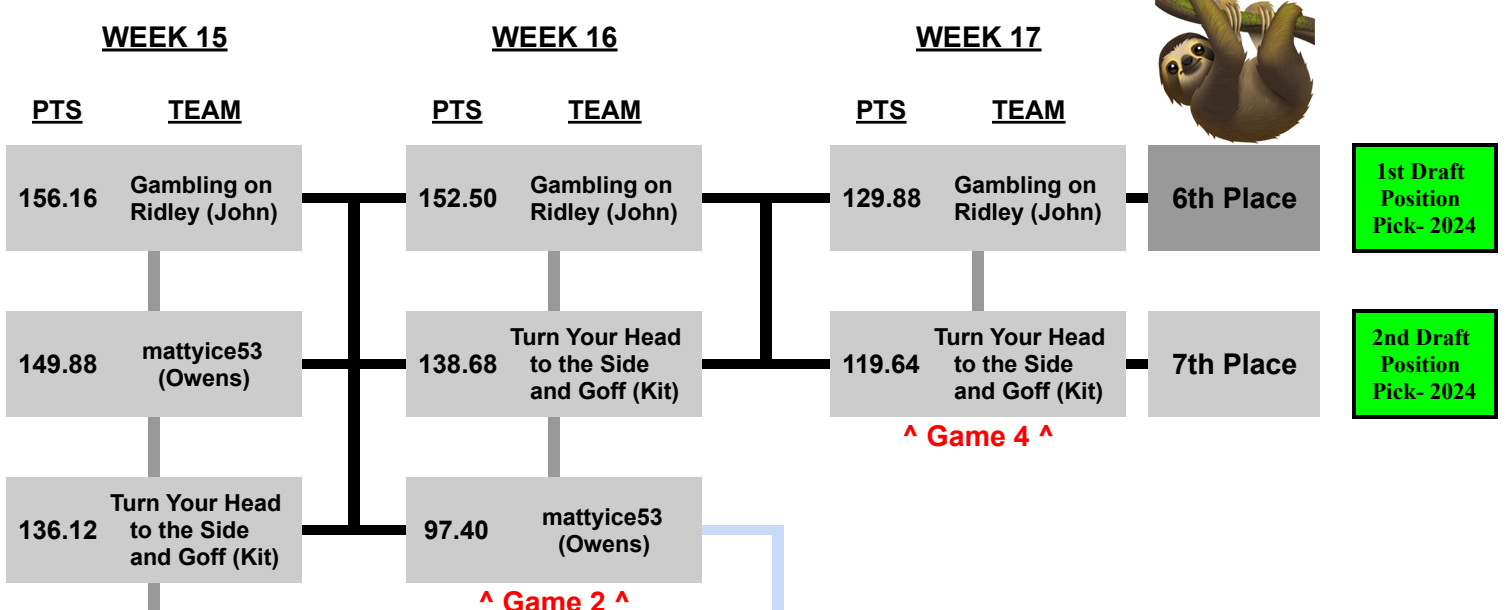 WEEK 15
WEEK 16
WEEK 17
PTS TEAM
PTS TEAM
PTS TEAM
156.16
Gambling on
Ridley (John)
152.50
Gambling on
Ridley (John)
129.88
Gambling on
Ridley (John)
6th Place
1st Draft
Position
Pick- 2024
149.88
mattyice53
(Owens)
138.68
Turn Your Head
to the Side
and Goff (Kit)
119.64
Turn Your Head
to the Side
and Goff (Kit)
7th Place
2nd Draft
Position
Pick- 2024
^ Game 4 ^
136.12
Turn Your Head
to the Side
and Goff (Kit)
97.40
mattyice53
(Owens)
^ Game 2 ^